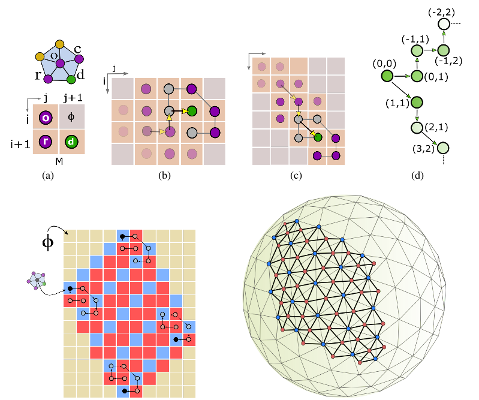 o
c
r
d
j
j+1
i
o
ϕ
i+1
r
d
M
(a)
j
i
(b)
(c)
(-2,2)
(-1,1)
(0,0)
(-1,2)
(0,1)
(1,1)
(2,1)
(3,2)
(d)
ϕ